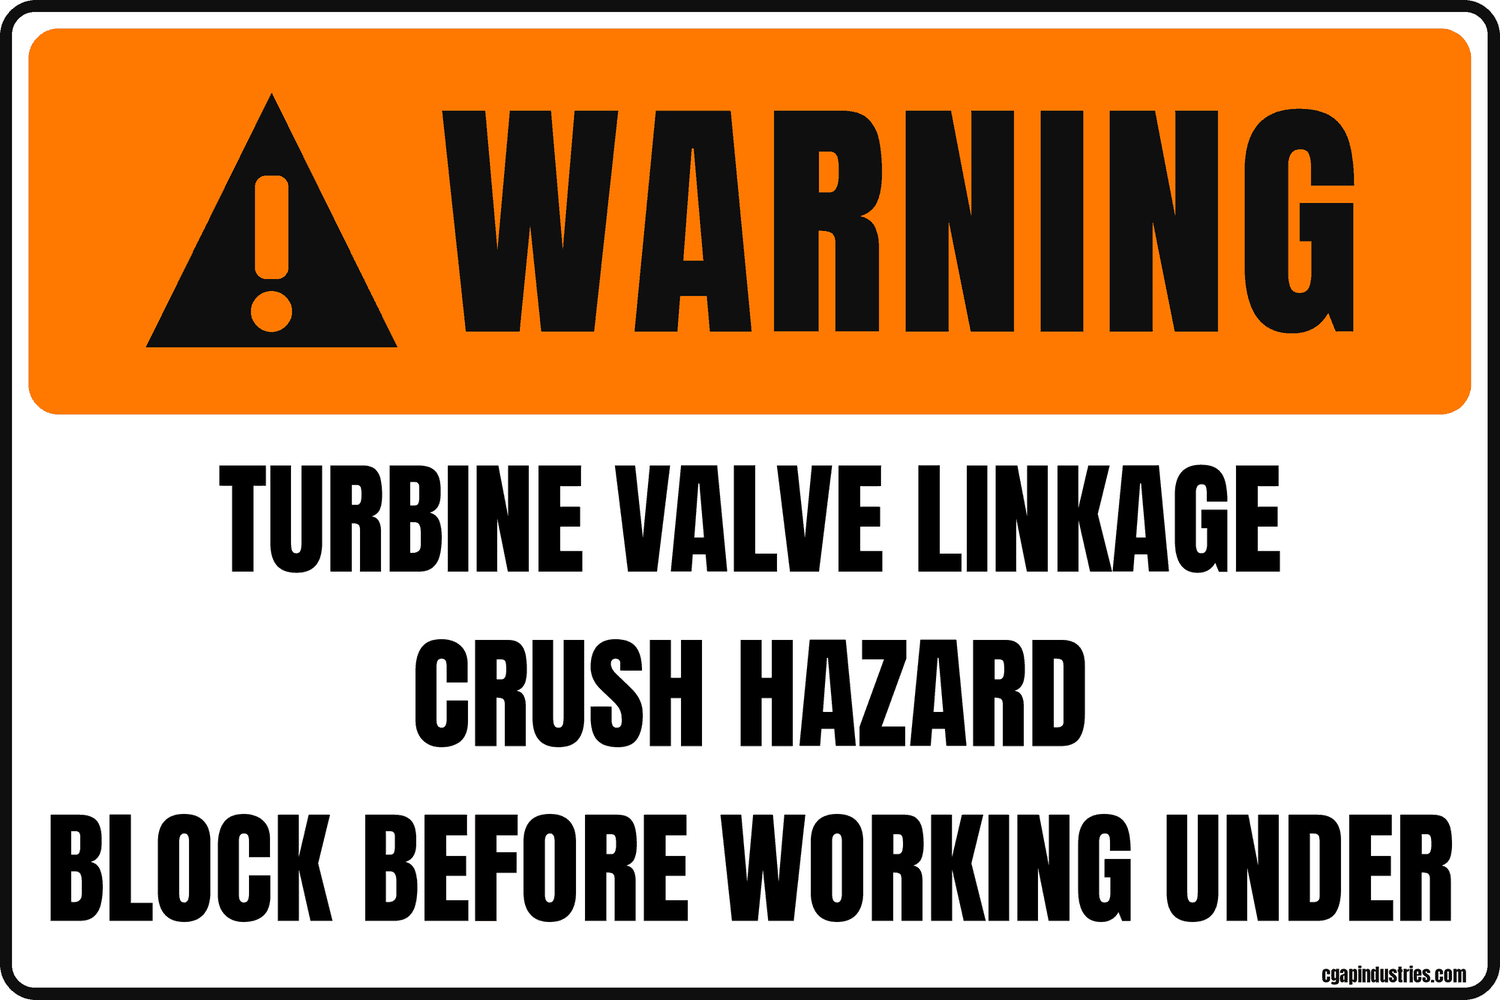 WARNING
TURBINE VALVE LINKAGE
CRUSH HAZARD
BLOCK BEFORE WORKING UNDER
cgapindustries.com